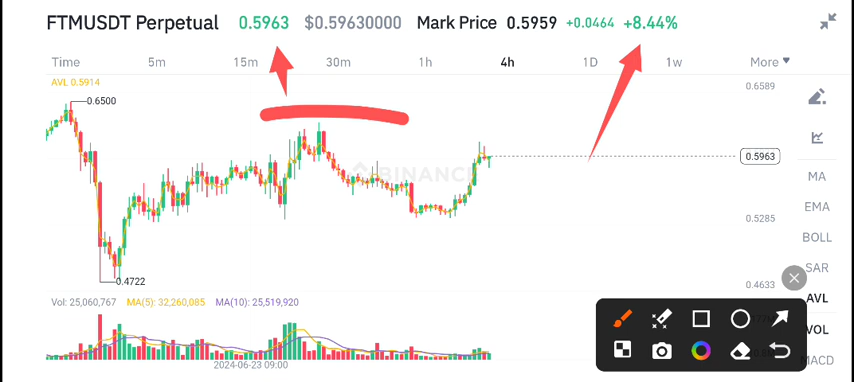 FTMUSDT Perpetual 0.5963 $0.59630000 Mark Price 0.5959 +0.0464 +8.44%
Time 5m 15m 30m 1h 4h 1D 1w More
AVL 0.5914
0.6589
0.6500
BINANCE
0.5963
MA
EMA
0.5285
BOLL
SAR
0.4722
0.4633
AVL
Vol: 25,060,767 MA(5): 32,260,085 MA(10): 25,519,920
VOL
MACD
2024-06-23 09:00